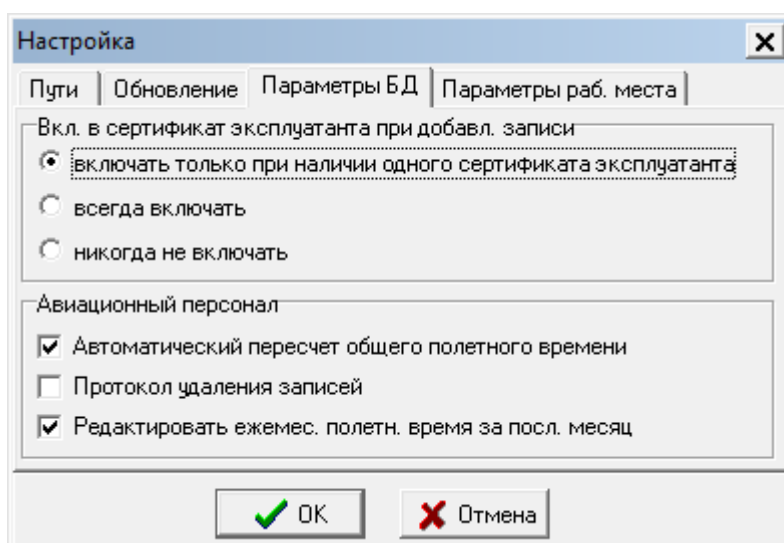 Настройка
Пути Обновление Параметры БД Параметры раб. места
Вкл. в сертификат эксплуатанта при добавл. записи
включать только при наличии одного сертификата эксплуатанта
всегда включать
никогда не включать
Авиационный персонал
Автоматический пересчет общего полетного времени
Протокол удаления записей
Редактировать ежемес. полетн. время за посл. месяц
OK Отмена